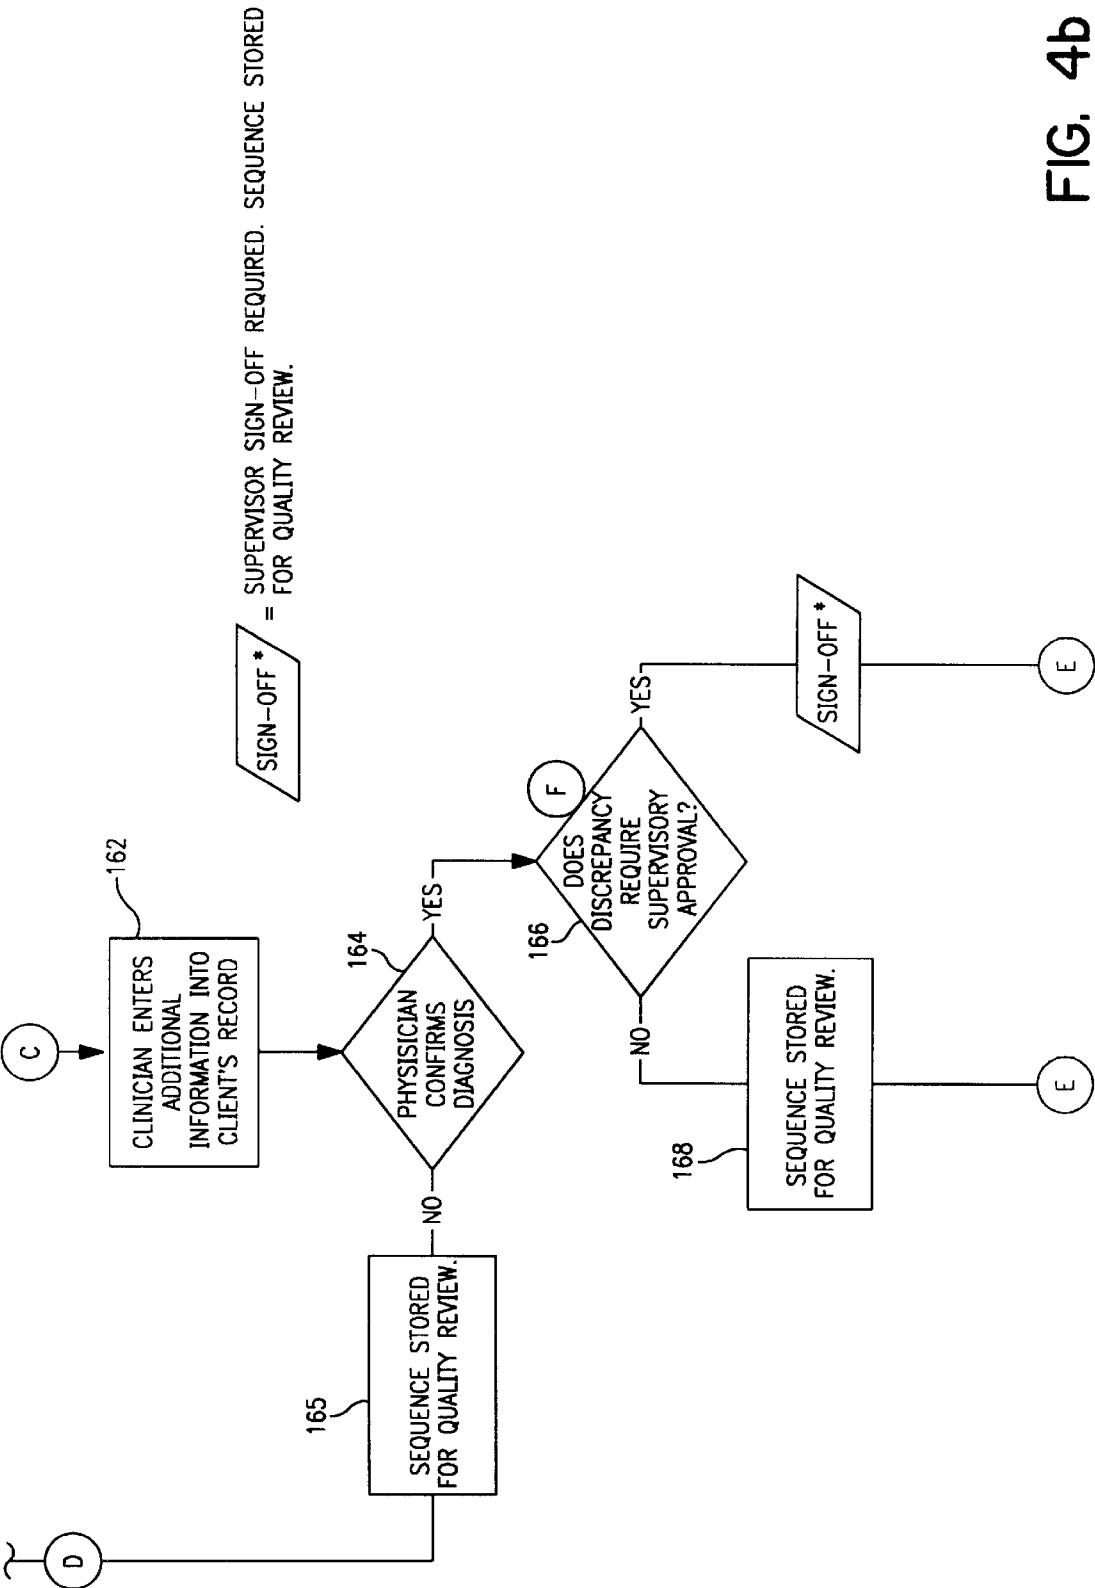 C
CLINICIAN ENTERS
ADDITIONAL
INFORMATION INTO
CLIENT'S RECORD
162
SIGN-OFF *
= SUPERVISOR SIGN-OFF REQUIRED. SEQUENCE STORED
FOR QUALITY REVIEW.
D
165
SEQUENCE STORED
FOR QUALITY REVIEW.
NO
164
PHYSISICIAN
CONFIRMS
DIAGNOSIS
YES
F
166
DOES
DISCREPANCY
REQUIRE
SUPERVISORY
APPROVAL?
NO
YES
168
SEQUENCE STORED
FOR QUALITY REVIEW.
SIGN-OFF *
E
E
FIG. 4b